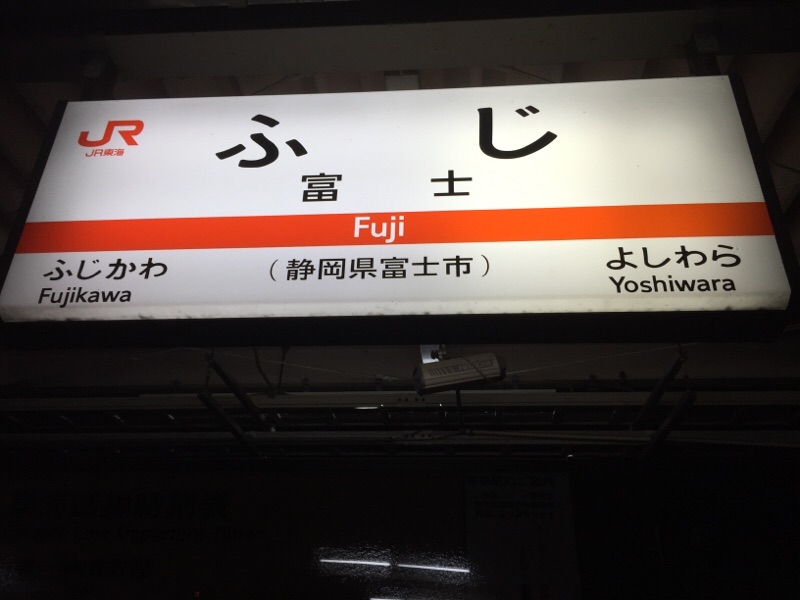 JR
JR東海
ふじ
富士
Fuji
ふじかわ
Fujikawa
（静岡県富士市）
よしわら
Yoshiwara